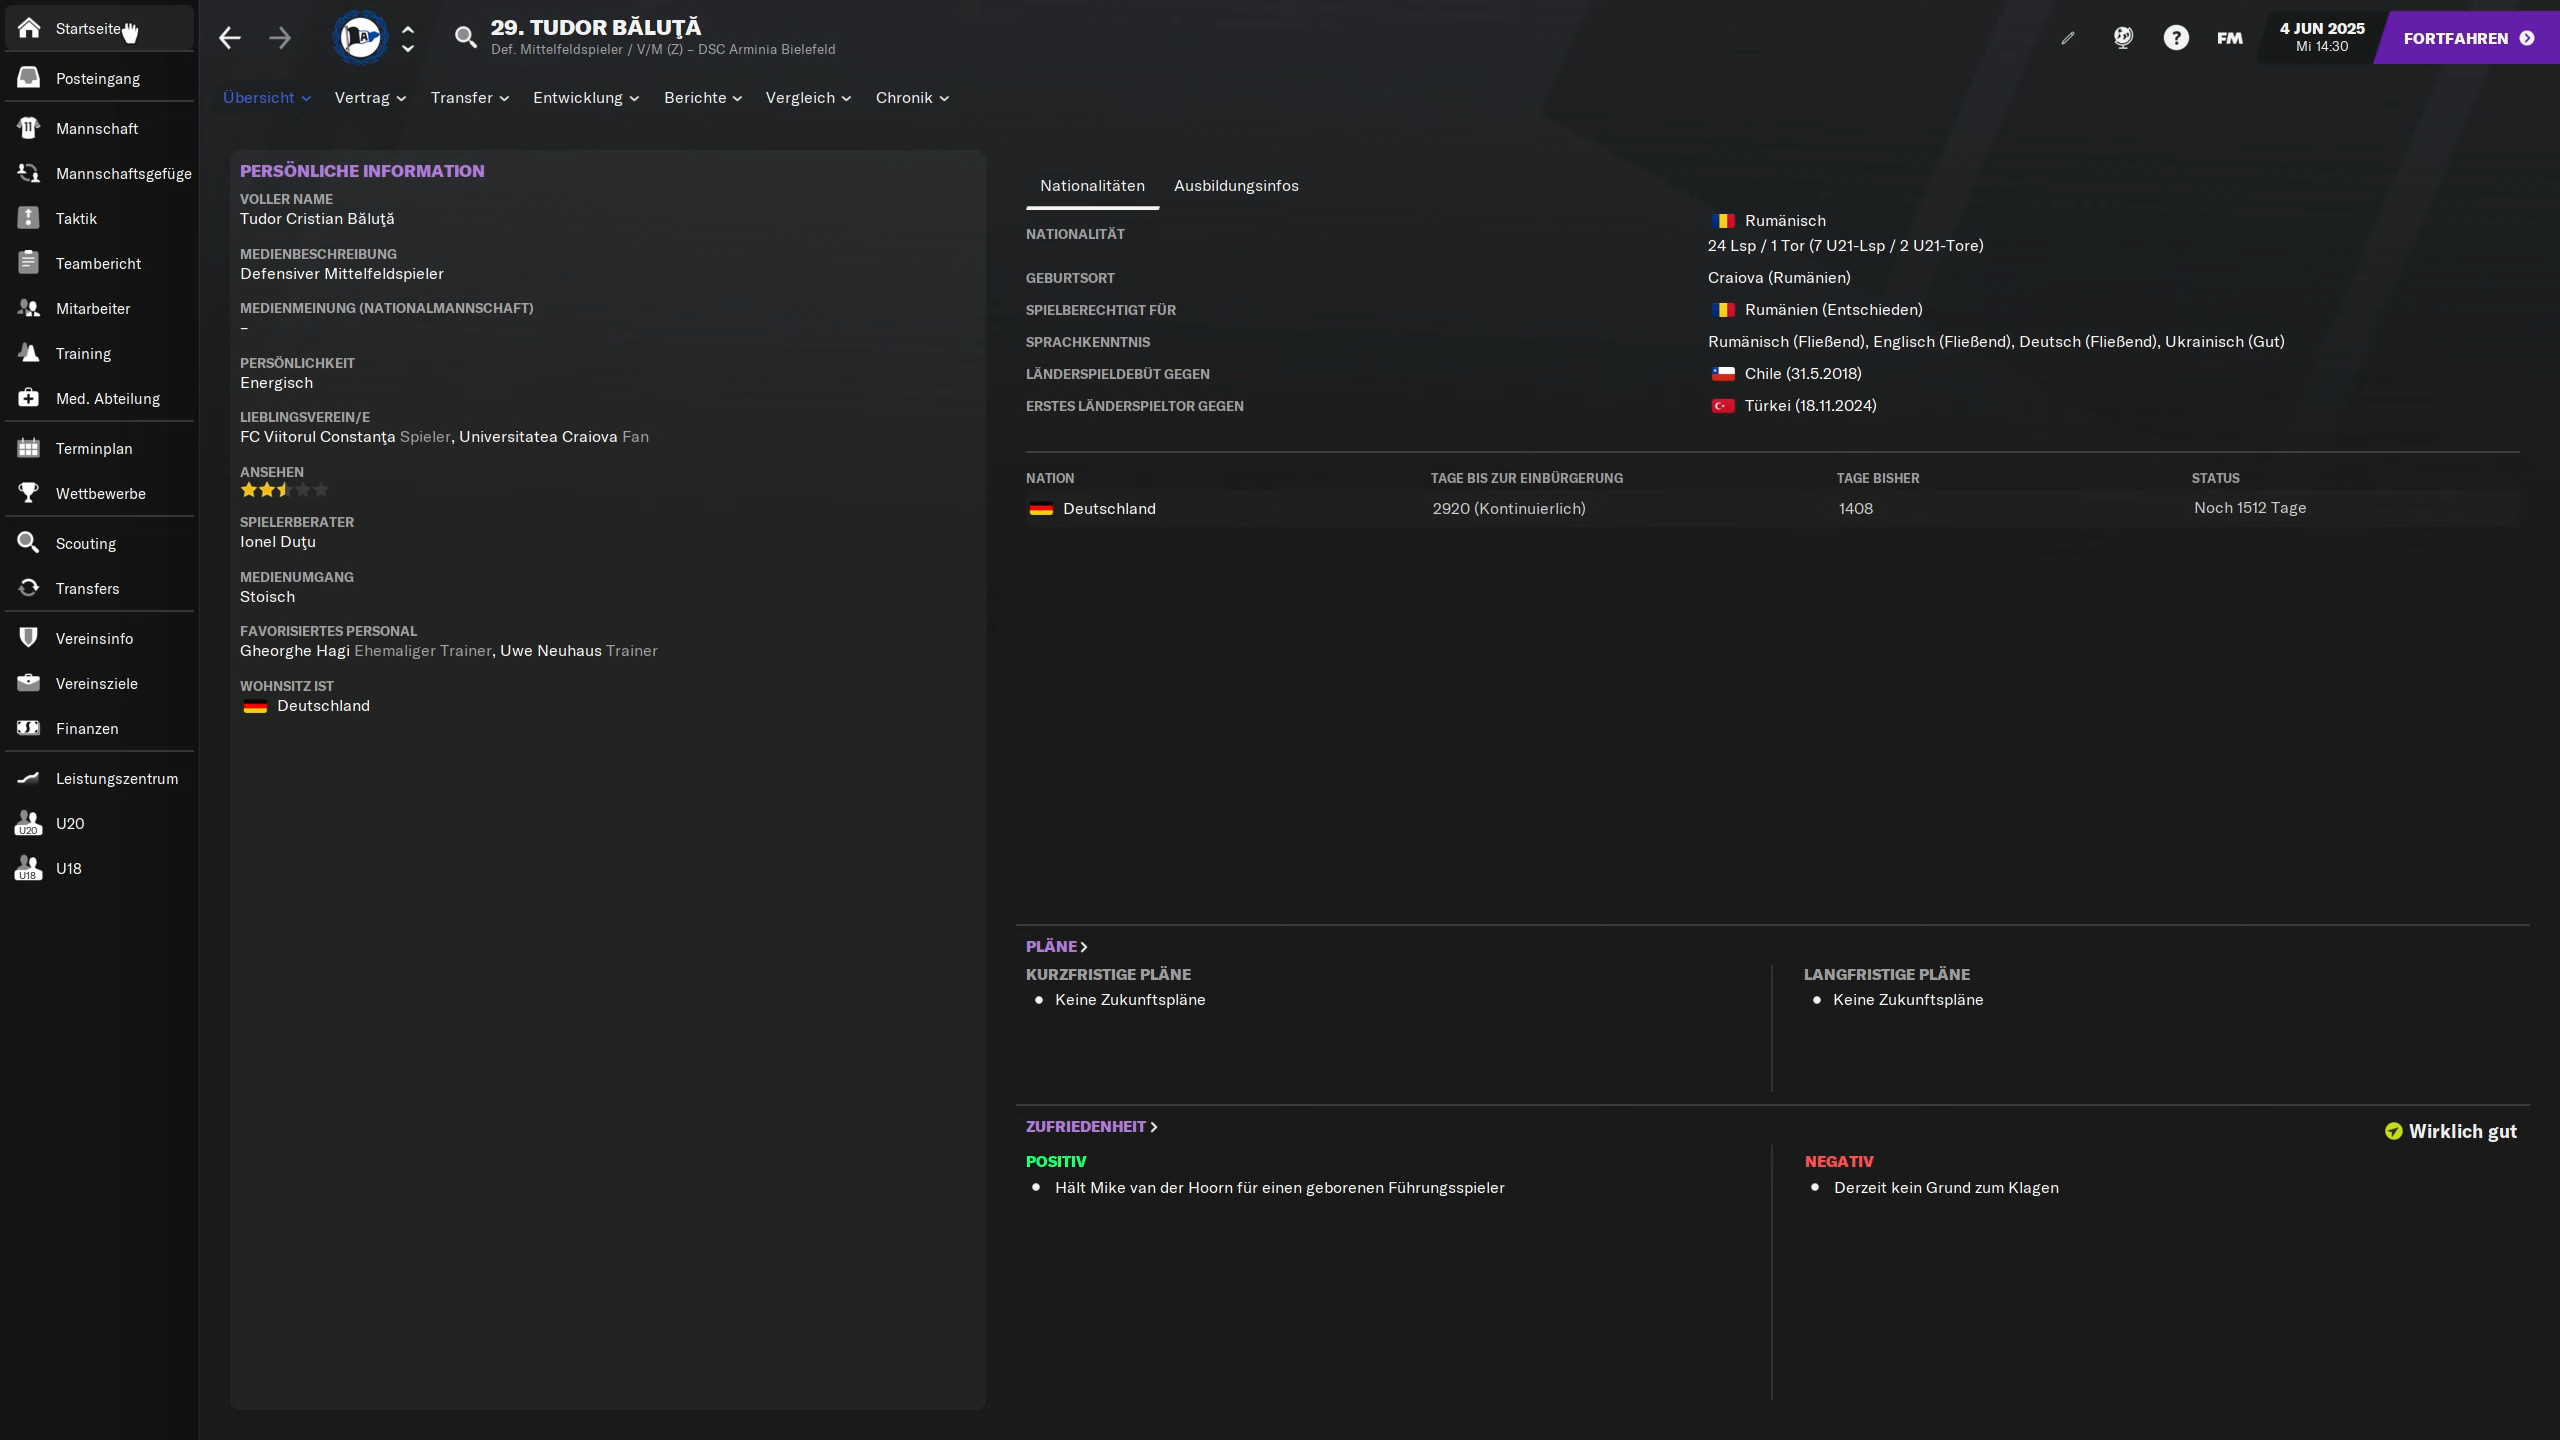 Startseite
Posteingang
Mannschaft
Mannschaftsgefüge
Taktik
Teambericht
Mitarbeiter
Training
Med. Abteilung
Terminplan
Wettbewerbe
Scouting
Transfers
Vereinsinfo
Vereinsziele
Finanzen
Leistungszentrum
U20
U20
U18
U18
29. TUDOR BĂLUŢĂ
Def. Mittelfeldspieler / V/M (Z) – DSC Arminia Bielefeld
FM
4 JUN 2025
Mi 14:30
FORTFAHREN
Übersicht Vertrag Transfer Entwicklung Berichte Vergleich Chronik
PERSÖNLICHE INFORMATION
VOLLER NAME
Tudor Cristian Băluţă
MEDIENBESCHREIBUNG
Defensiver Mittelfeldspieler
MEDIENMEINUNG (NATIONALMANNSCHAFT)
–
PERSÖNLICHKEIT
Energisch
LIEBLINGSVEREIN/E
FC Viitorul Constanţa Spieler, Universitatea Craiova Fan
ANSEHEN
SPIELERBERATER
Ionel Duţu
MEDIENUMGANG
Stoisch
FAVORISIERTES PERSONAL
Gheorghe Hagi Ehemaliger Trainer, Uwe Neuhaus Trainer
WOHNSITZ IST
Deutschland
Nationalitäten Ausbildungsinfos
NATIONALITÄT
Rumänisch
24 Lsp / 1 Tor (7 U21-Lsp / 2 U21-Tore)
GEBURTSORT
Craiova (Rumänien)
SPIELBERECHTIGT FÜR
Rumänien (Entschieden)
SPRACHKENNTNIS
Rumänisch (Fließend), Englisch (Fließend), Deutsch (Fließend), Ukrainisch (Gut)
LÄNDERSPIELDEBÜT GEGEN
Chile (31.5.2018)
ERSTES LÄNDERSPIELTOR GEGEN
Türkei (18.11.2024)
NATION TAGE BIS ZUR EINBÜRGERUNG TAGE BISHER STATUS
Deutschland 2920 (Kontinuierlich) 1408 Noch 1512 Tage
PLÄNE
KURZFRISTIGE PLÄNE
Keine Zukunftspläne
LANGFRISTIGE PLÄNE
Keine Zukunftspläne
ZUFRIEDENHEIT
Wirklich gut
POSITIV
Hält Mike van der Hoorn für einen geborenen Führungsspieler
NEGATIV
Derzeit kein Grund zum Klagen